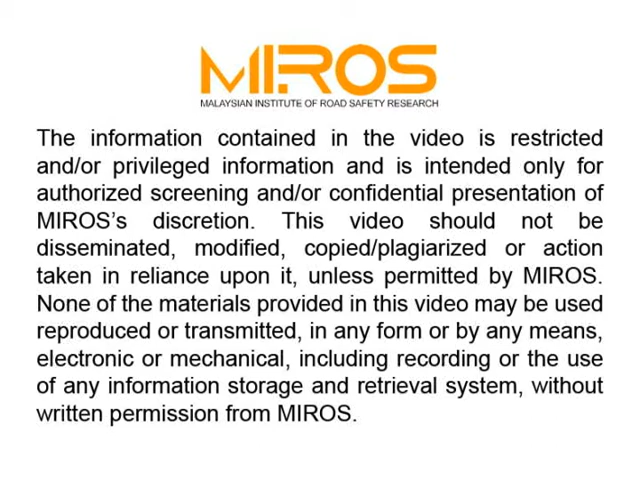 MIROS
MALAYSIAN INSTITUTE OF ROAD SAFETY RESEARCH
The information contained in the video is restricted
and/or privileged information and is intended only for
authorized screening and/or confidential presentation of
MIROS's discretion. This video should not be
disseminated, modified, copied/plagiarized or action
taken in reliance upon it, unless permitted by MIROS.
None of the materials provided in this video may be used
reproduced or transmitted, in any form or by any means,
electronic or mechanical, including recording or the use
of any information storage and retrieval system, without
written permission from MIROS.